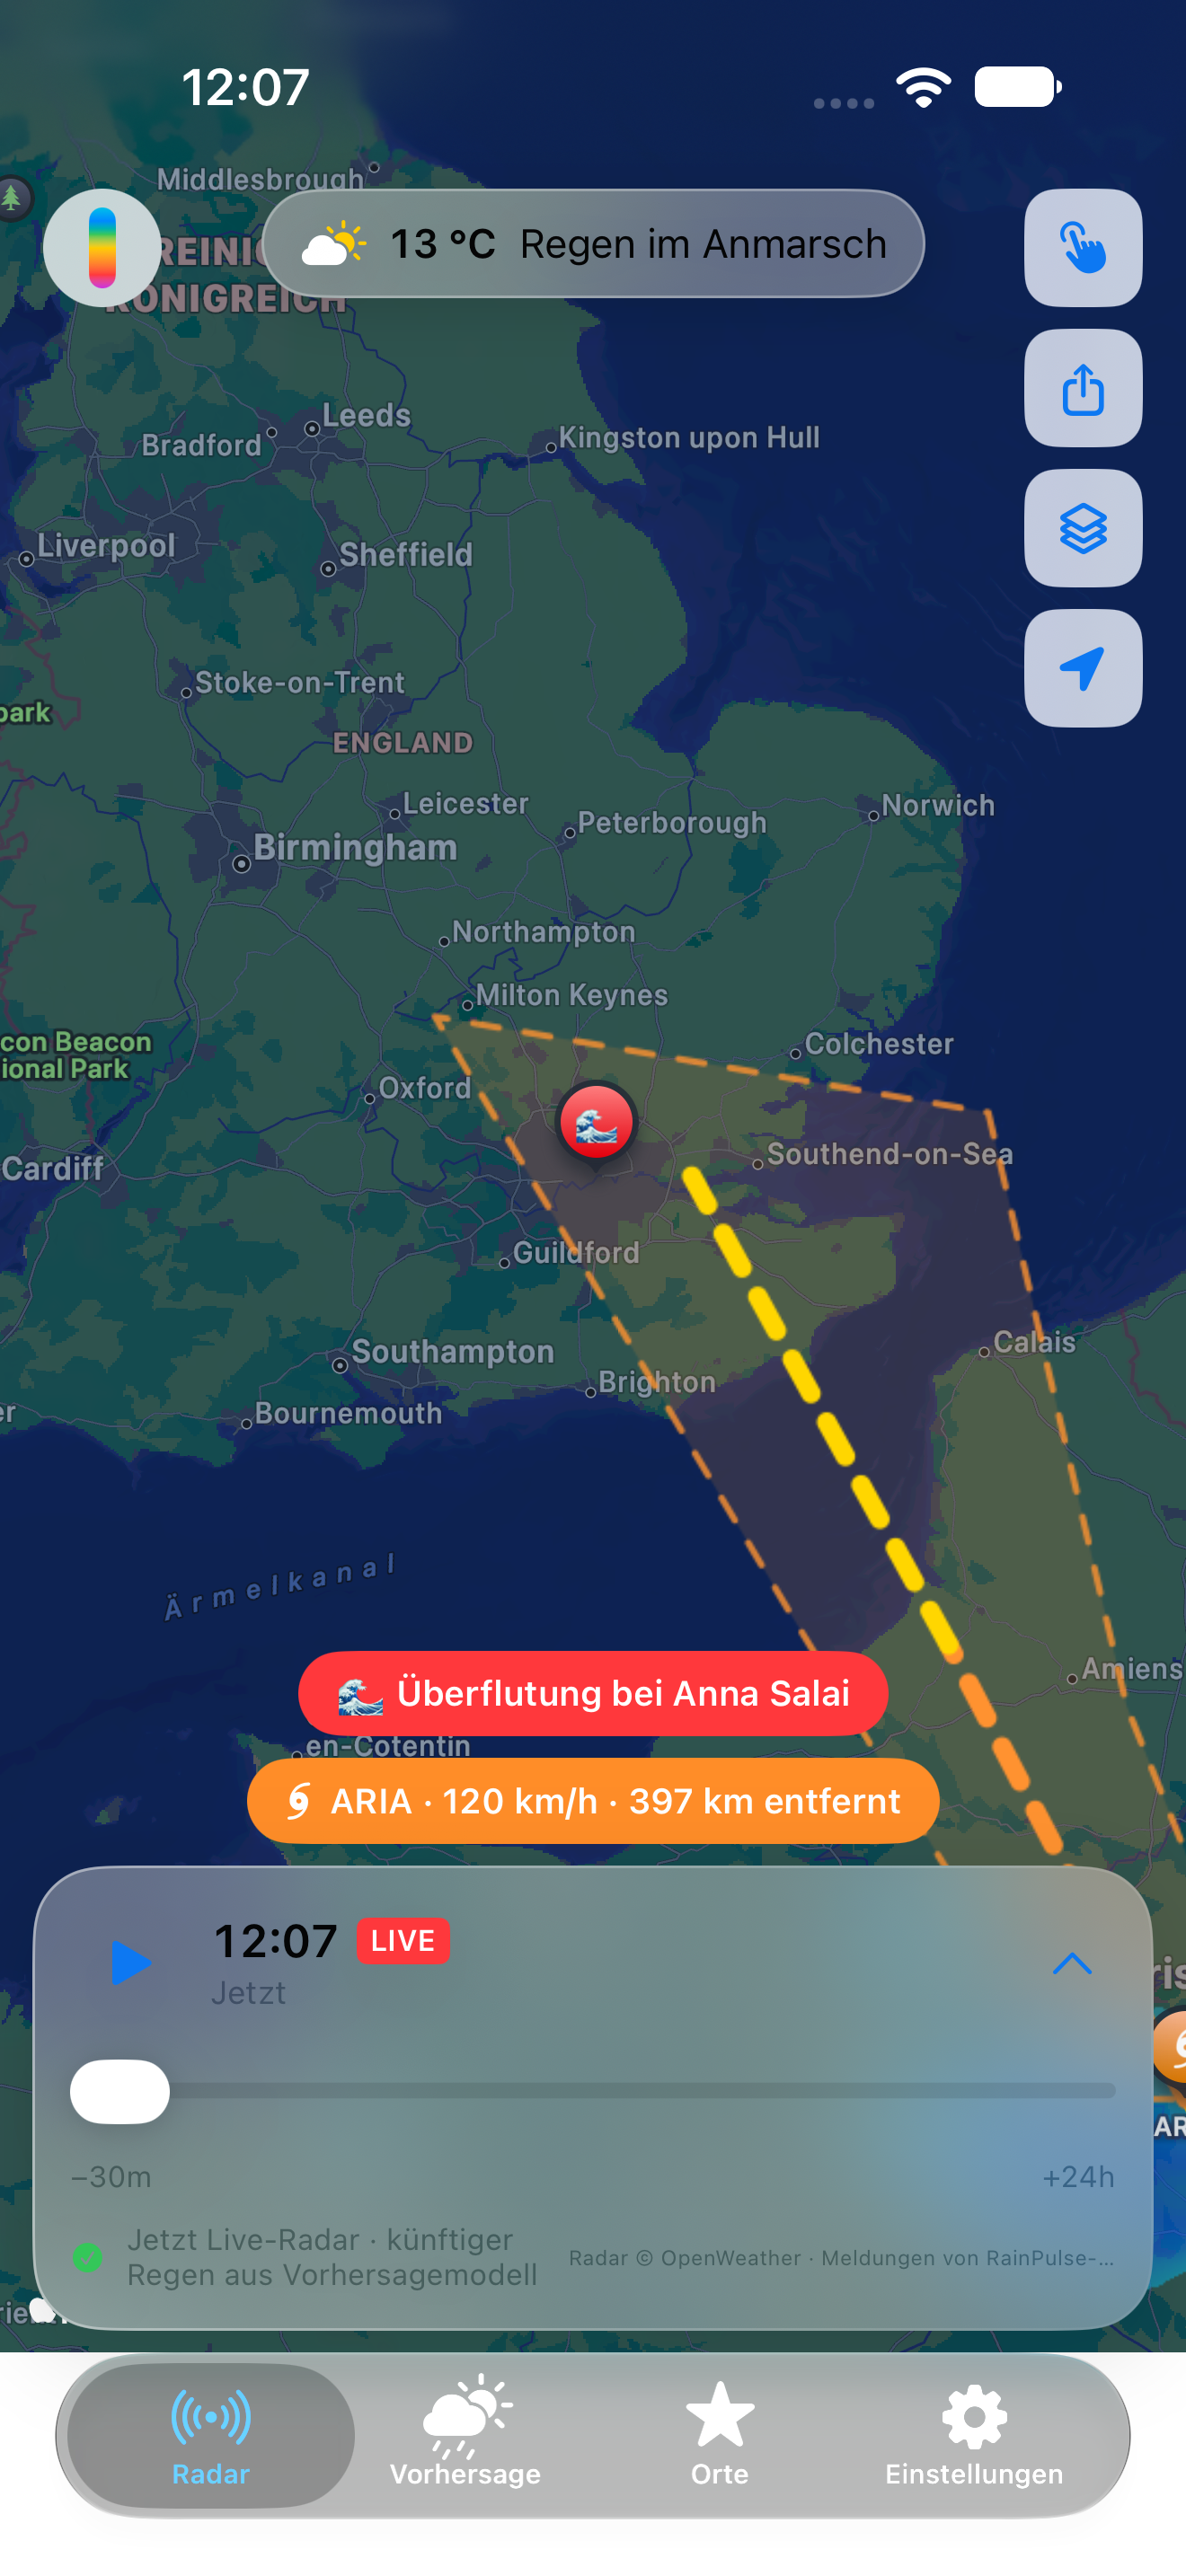 12:07
Middlesbrough
13 °C Regen im Anmarsch
KÖNIGREICH
Leeds
Bradford
Kingston upon Hull
Liverpool
Sheffield
Stoke-on-Trent
park
ENGLAND
Leicester
Norwich
Peterborough
Birmingham
Northampton
Milton Keynes
con Beacon
ional Park
Colchester
Oxford
Cardiff
Southend-on-Sea
Guildford
Calais
Southampton
Brighton
Bournemouth
Ärmelkanal
Amiens
Überflutung bei Anna Salai
en-Cotentin
ARIA · 120 km/h · 397 km entfernt
12:07 LIVE
Jetzt
–30m
+24h
Jetzt Live-Radar · künftiger
Regen aus Vorhersagemodell
Radar © OpenWeather · Meldungen von RainPulse-…
Radar
Vorhersage
Orte
Einstellungen